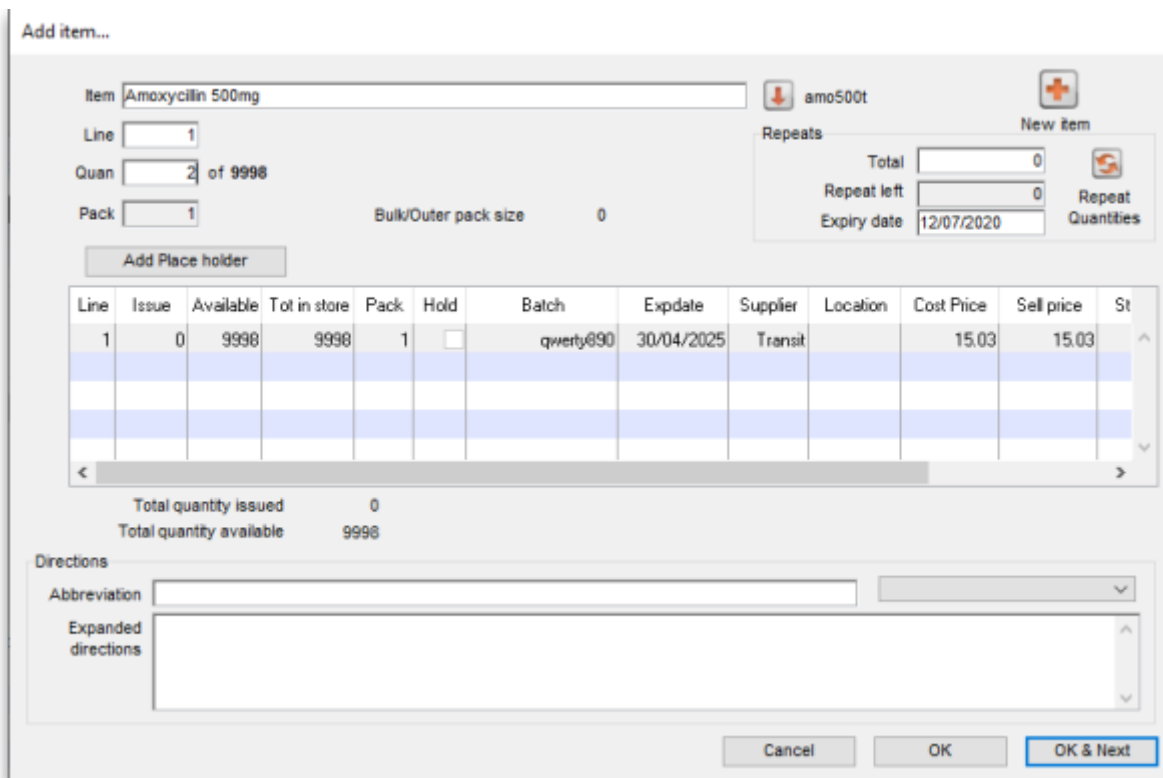 Add item...
Item Amoxycillin 500mg amo500t
New item
Line 1
Repeats
Total 0
Quan 2 of 9998
Repeat left 0
Repeat Quantities
Pack 1 Bulk/Outer pack size 0
Expiry date 12/07/2020
Add Place holder
Line Issue Available Tot in store Pack Hold Batch Expdate Supplier Location Cost Price Sell price St
1 0 9998 9998 1 qwerty890 30/04/2025 Transit 15.03 15.03
Total quantity issued 0
Total quantity available 9998
Directions
Abbreviation
Expanded
directions
Cancel OK OK & Next